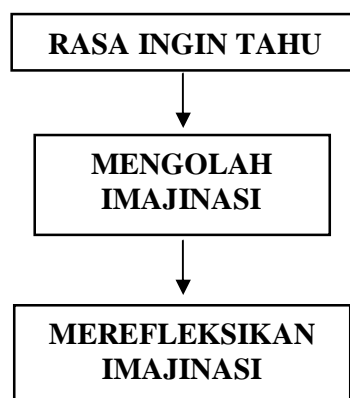 RASA INGIN TAHU
MENGOLAH
IMAJINASI
MEREFLEKSIKAN
IMAJINASI